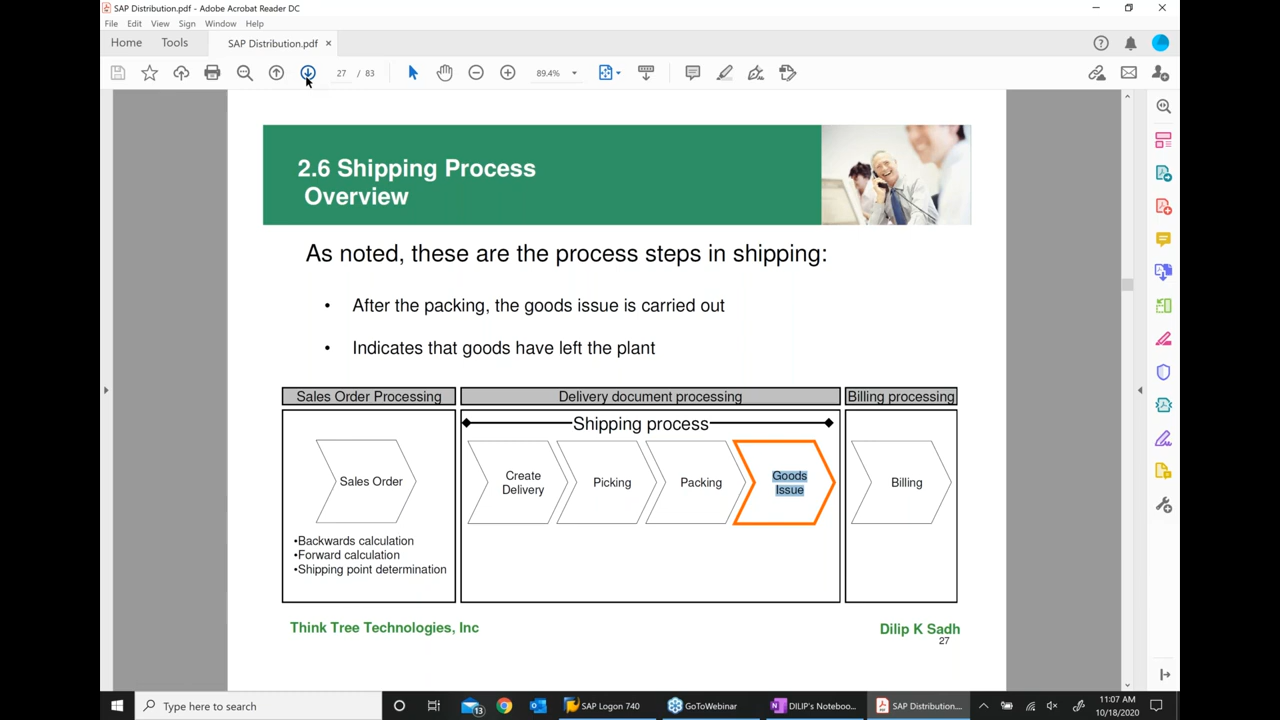 SAP Distribution.pdf - Adobe Acrobat Reader DC
File Edit View Sign Window Help
Home Tools SAP Distribution.pdf ×
27 / 83 89.4%
2.6 Shipping Process
Overview
As noted, these are the process steps in shipping:
• After the packing, the goods issue is carried out
• Indicates that goods have left the plant
Sales Order Processing Delivery document processing Billing processing
Shipping process
Sales Order
Create
Delivery
Picking
Packing
Goods
Issue
Billing
•Backwards calculation
•Forward calculation
•Shipping point determination
Think Tree Technologies, Inc Dilip K Sadh
27
Type here to search 13 SAP Logon 740 GoToWebinar DILIP's Noteboo... SAP Distribution.... 11:07 AM
10/18/2020